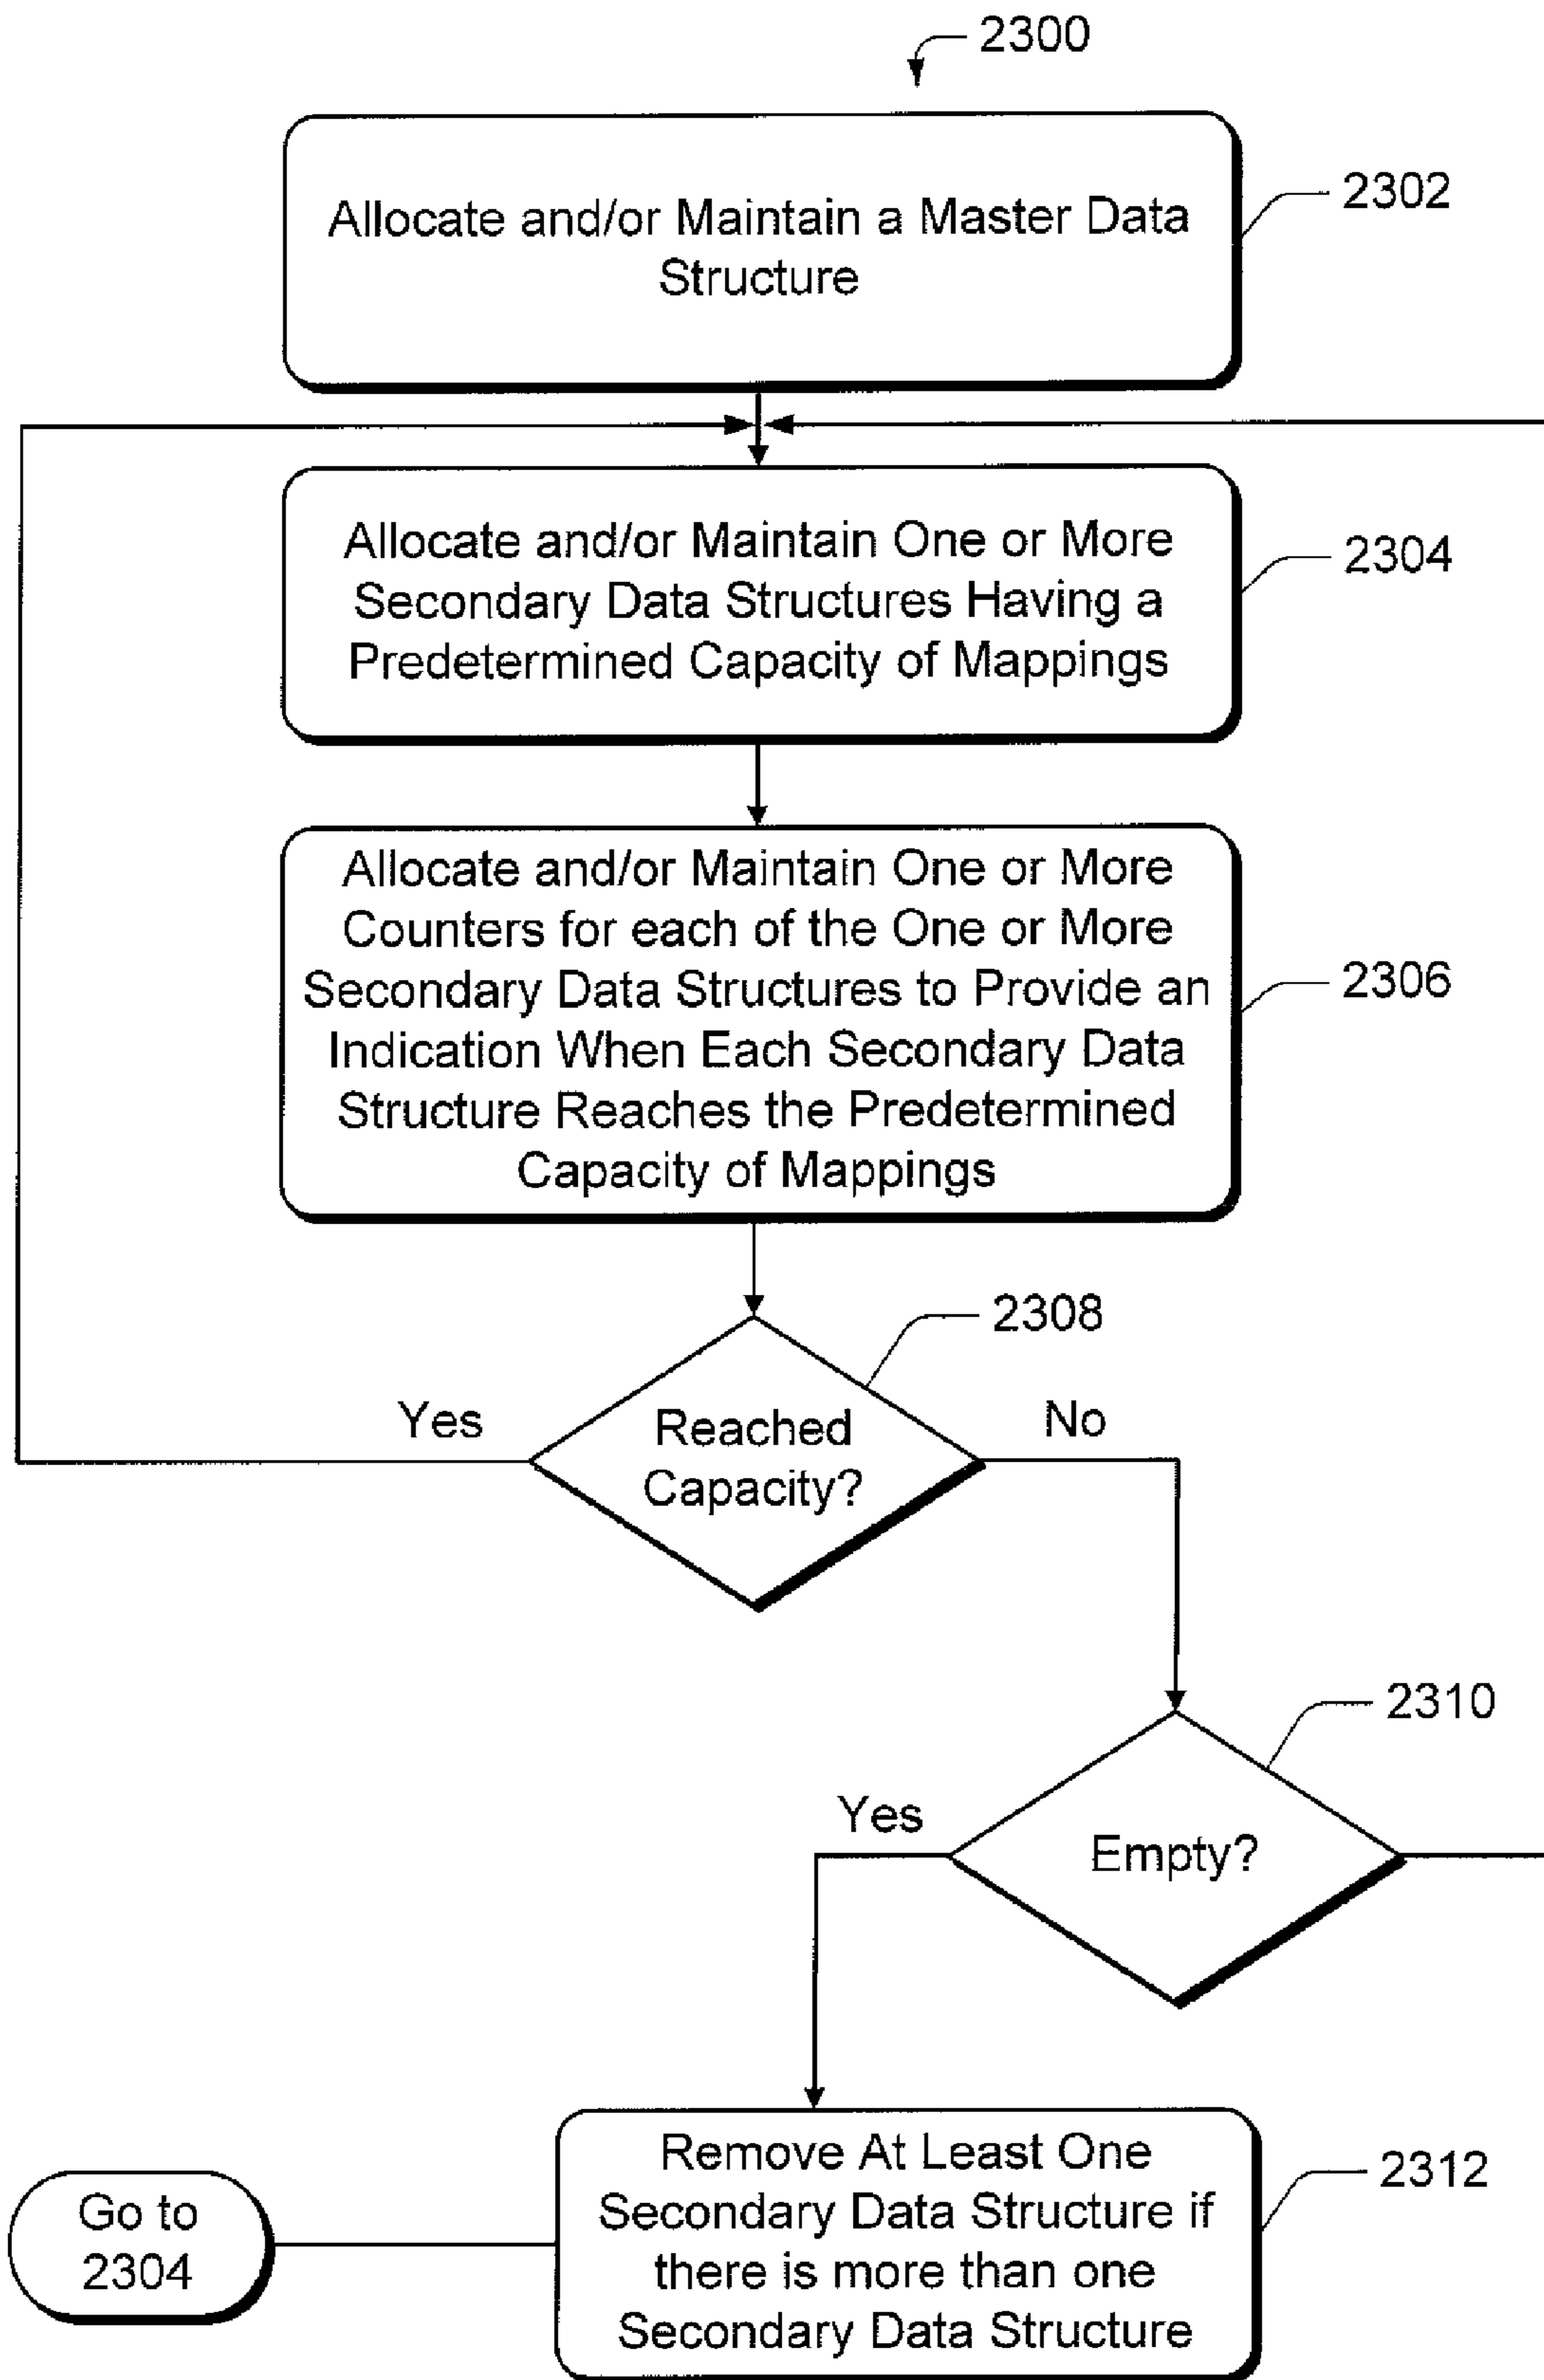 2300
Allocate and/or Maintain a Master Data
Structure
2302
Allocate and/or Maintain One or More
Secondary Data Structures Having a
Predetermined Capacity of Mappings
2304
Allocate and/or Maintain One or More
Counters for each of the One or More
Secondary Data Structures to Provide an
Indication When Each Secondary Data
Structure Reaches the Predetermined
Capacity of Mappings
2306
2308
Yes
Reached
Capacity?
No
2310
Yes
Empty?
Remove At Least One
Secondary Data Structure if
there is more than one
Secondary Data Structure
2312
Go to
2304